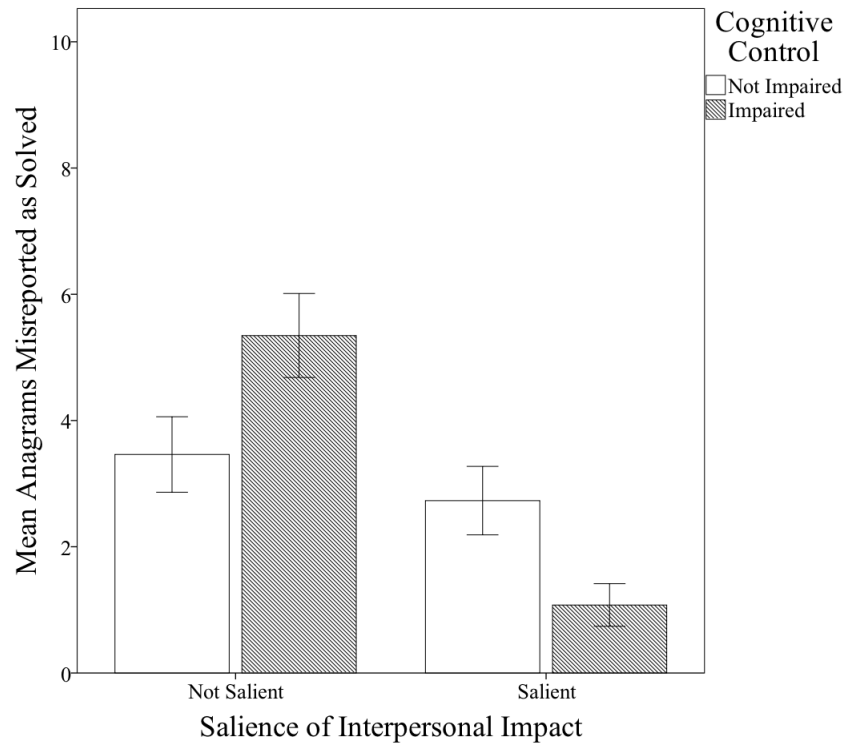 Cognitive
Control
Not Impaired
Impaired
Mean Anagrams Misreported as Solved
10
8
6
4
2
0
Not Salient
Salient
Salience of Interpersonal Impact